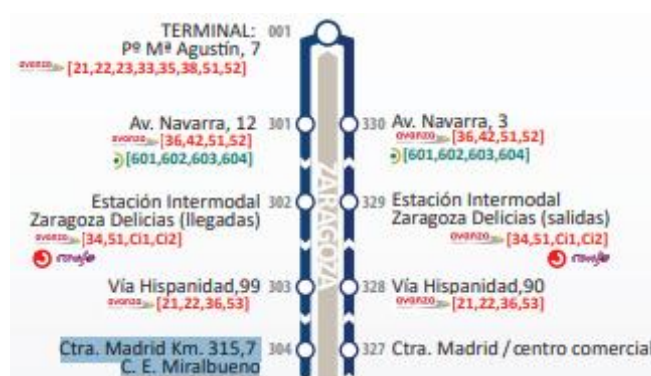 TERMINAL: 001
Pº Mª Agustín, 7
avanza [21,22,23,33,35,38,51,52]
Av. Navarra, 12 301
avanza [36,42,51,52]
[601,602,603,604]
330 Av. Navarra, 3
avanza [36,42,51,52]
[601,602,603,604]
ZARAGOZA
Estación Intermodal 302
Zaragoza Delicias (llegadas)
avanza [34,51,Ci1,Ci2]
renfe
329 Estación Intermodal
Zaragoza Delicias (salidas)
avanza [34,51,Ci1,Ci2]
renfe
Vía Hispanidad,99 303
avanza [21,22,36,53]
328 Vía Hispanidad,90
avanza [21,22,36,53]
Ctra. Madrid Km. 315,7 304
C. E. Miralbueno
327 Ctra. Madrid / centro comercial